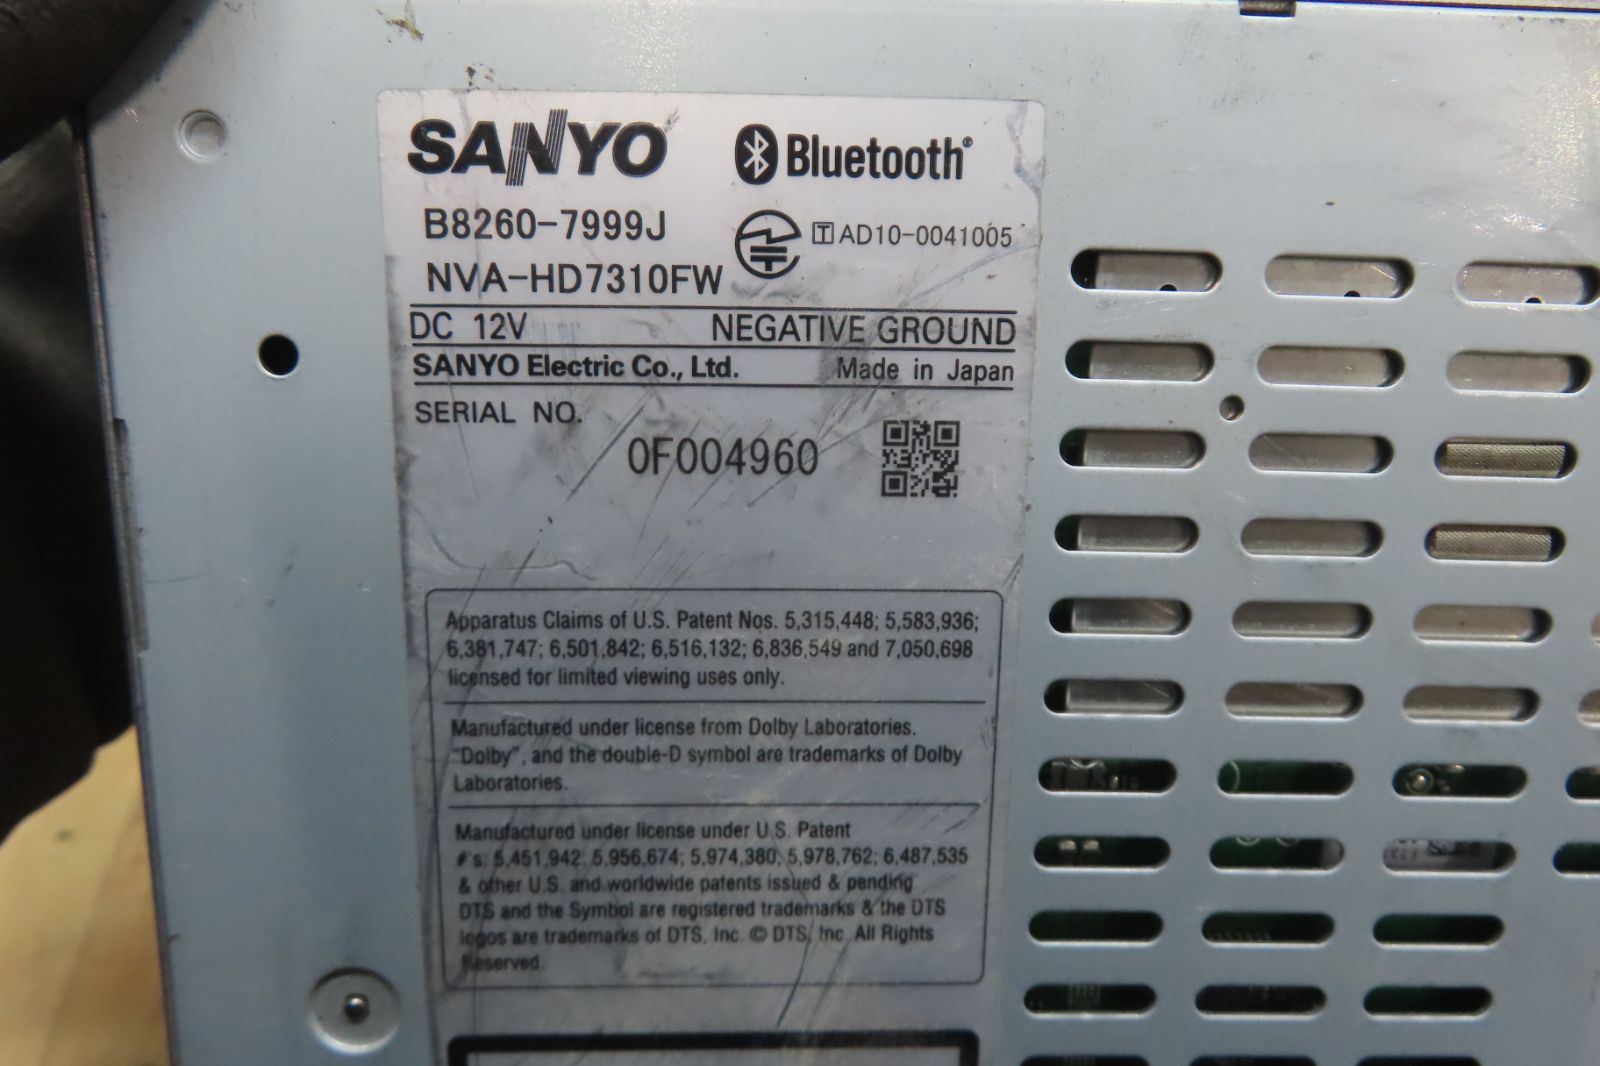 SANYO Bluetooth®
B8260-7999J
T AD10-0041005
NVA-HD7310FW
DC 12V NEGATIVE GROUND
SANYO Electric Co., Ltd. Made in Japan
SERIAL NO.
0F004960
Apparatus Claims of U.S. Patent Nos. 5,315,448; 5,583,936;
6,381,747; 6,501,842; 6,516,132; 6,836,549 and 7,050,698
licensed for limited viewing uses only.
Manufactured under license from Dolby Laboratories.
"Dolby", and the double-D symbol are trademarks of Dolby
Laboratories.
Manufactured under license under U.S. Patent
#'s: 5,451,942; 5,956,674; 5,974,380; 5,978,762; 6,487,535
& other U.S. and worldwide patents issued & pending
DTS and the Symbol are registered trademarks & the DTS
logos are trademarks of DTS, Inc. © DTS, Inc. All Rights
Reserved.